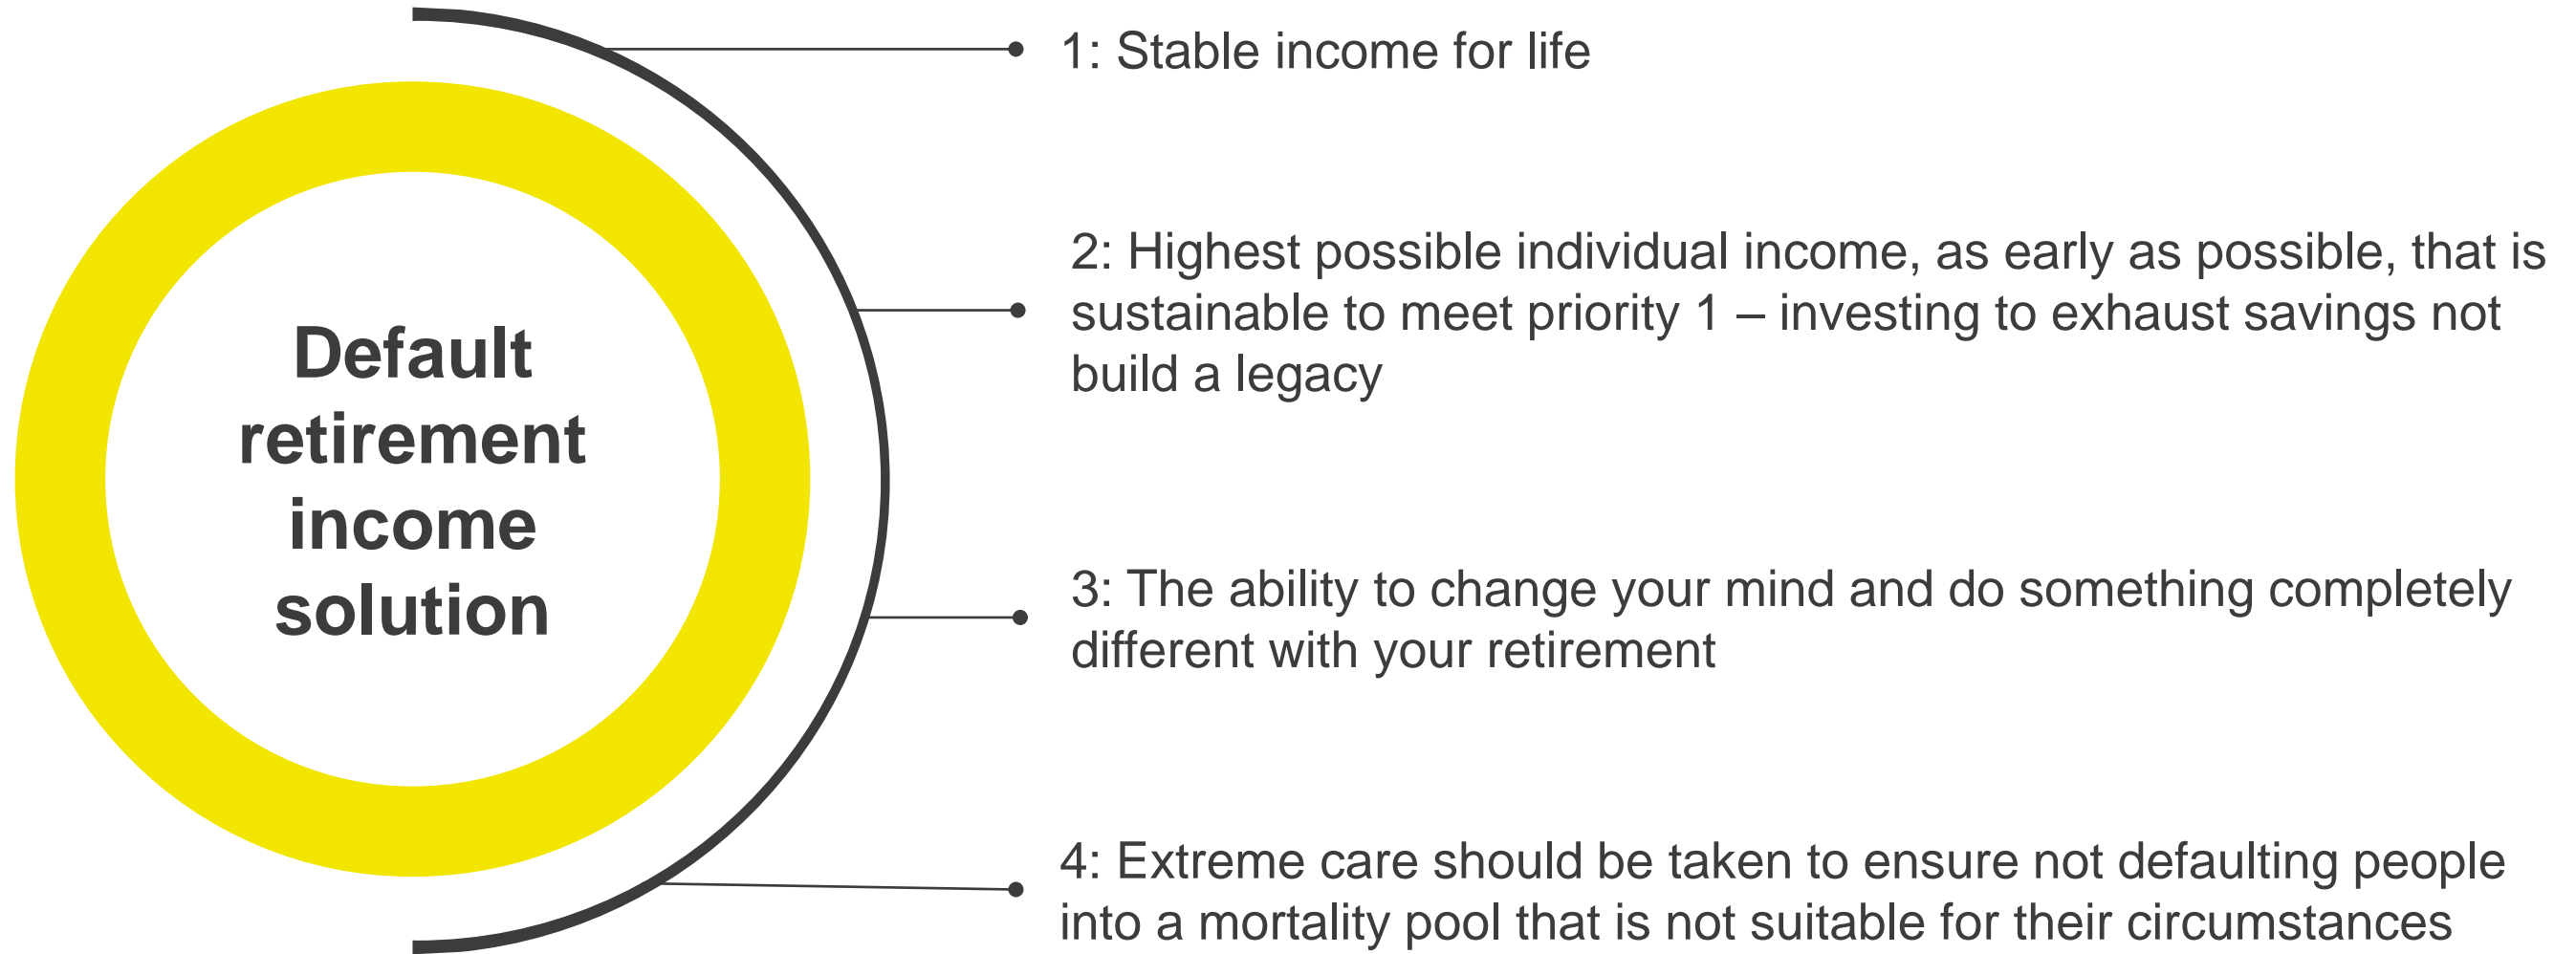 Default
retirement
income
solution
1: Stable income for life
2: Highest possible individual income, as early as possible, that is
sustainable to meet priority 1 – investing to exhaust savings not
build a legacy
3: The ability to change your mind and do something completely
different with your retirement
4: Extreme care should be taken to ensure not defaulting people
into a mortality pool that is not suitable for their circumstances